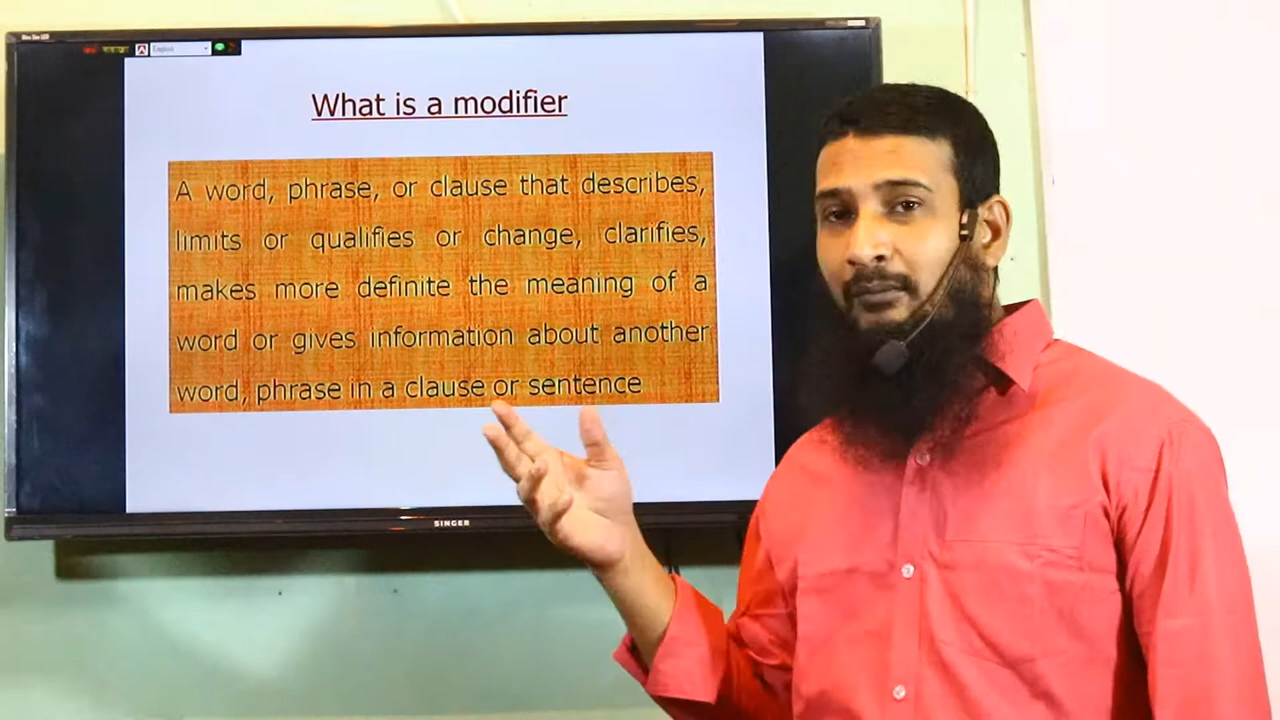 English
What is a modifier
A word, phrase, or clause that describes,
limits or qualifies or change, clarifies,
makes more definite the meaning of a
word or gives information about another
word, phrase in a clause or sentence
SINGER